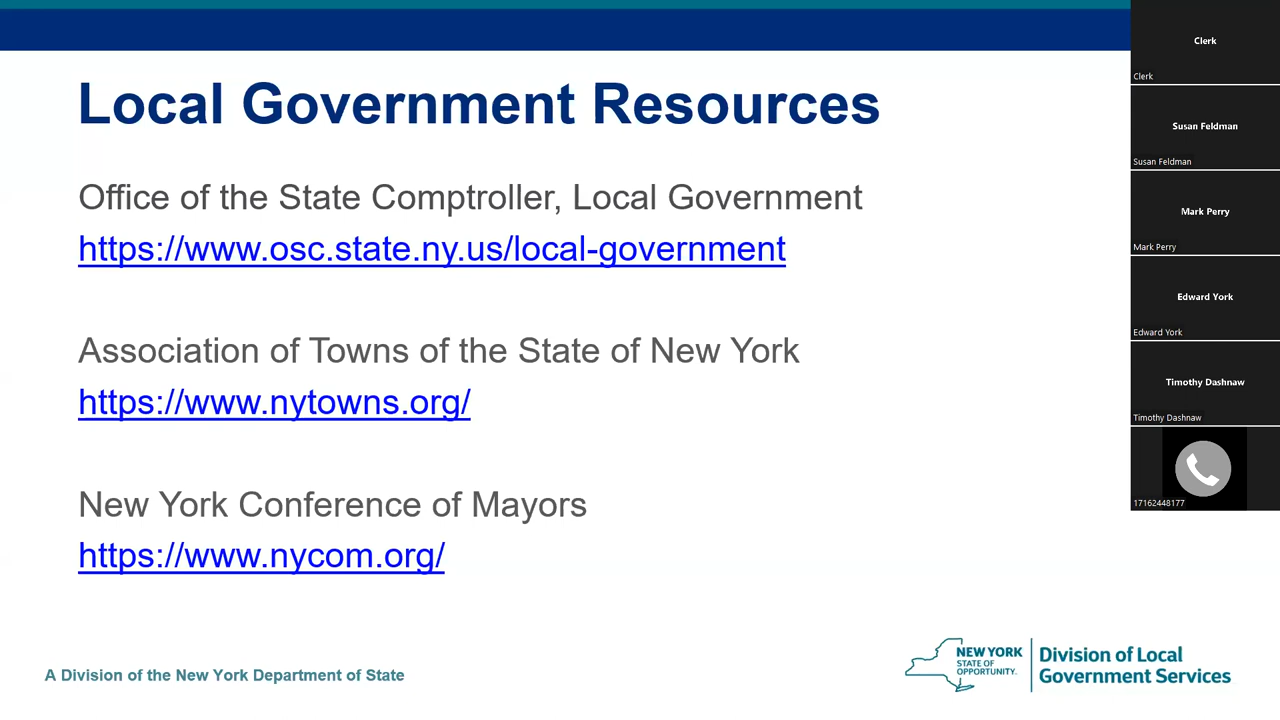 Local Government Resources
Office of the State Comptroller, Local Government
https://www.osc.state.ny.us/local-government
Association of Towns of the State of New York
https://www.nytowns.org/
New York Conference of Mayors
https://www.nycom.org/
A Division of the New York Department of State
NEW YORK
STATE OF
OPPORTUNITY.
Division of Local
Government Services
Clerk
Clerk
Susan Feldman
Susan Feldman
Mark Perry
Mark Perry
Edward York
Edward York
Timothy Dashnaw
Timothy Dashnaw
17162448177